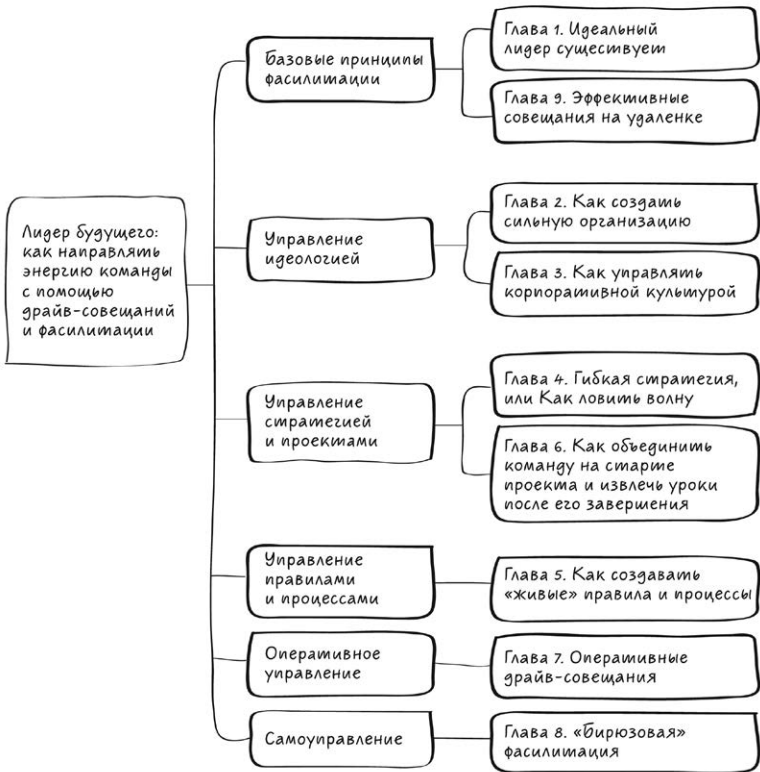 Лидер будущего:
как направлять
энергию команды
с помощью
драйв-совещаний
и фасилитации
Базовые принципы
фасилитации
Глава 1. Идеальный
лидер существует
Глава 9. Эффективные
совещания на удаленке
Управление
идеологией
Глава 2. Как создать
сильную организацию
Глава 3. Как управлять
корпоративной культурой
Управление
стратегией
и проектами
Глава 4. Гибкая стратегия,
или Как ловить волну
Глава 6. Как объединить
команду на старте
проекта и извлечь уроки
после его завершения
Управление
правилами
и процессами
Глава 5. Как создавать
«живые» правила и процессы
Оперативное
управление
Глава 7. Оперативные
драйв-совещания
Самоуправление
Глава 8. «Бирюзовая»
фасилитация